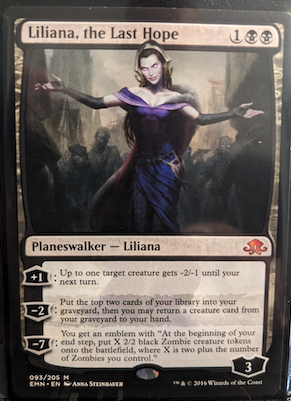 Liliana, the Last Hope 1
Planeswalker — Liliana
+1: Up to one target creature gets -2/-1 until your
next turn.
-2: Put the top two cards of your library into your
graveyard, then you may return a creature card from
your graveyard to your hand.
-7: You get an emblem with "At the beginning of your
end step, put X 2/2 black Zombie creature tokens
onto the battlefield, where X is two plus the number
of Zombies you control."
3
093/205 M
EMN • EN Anna Steinbauer
™ & © 2016 Wizards of the Coast